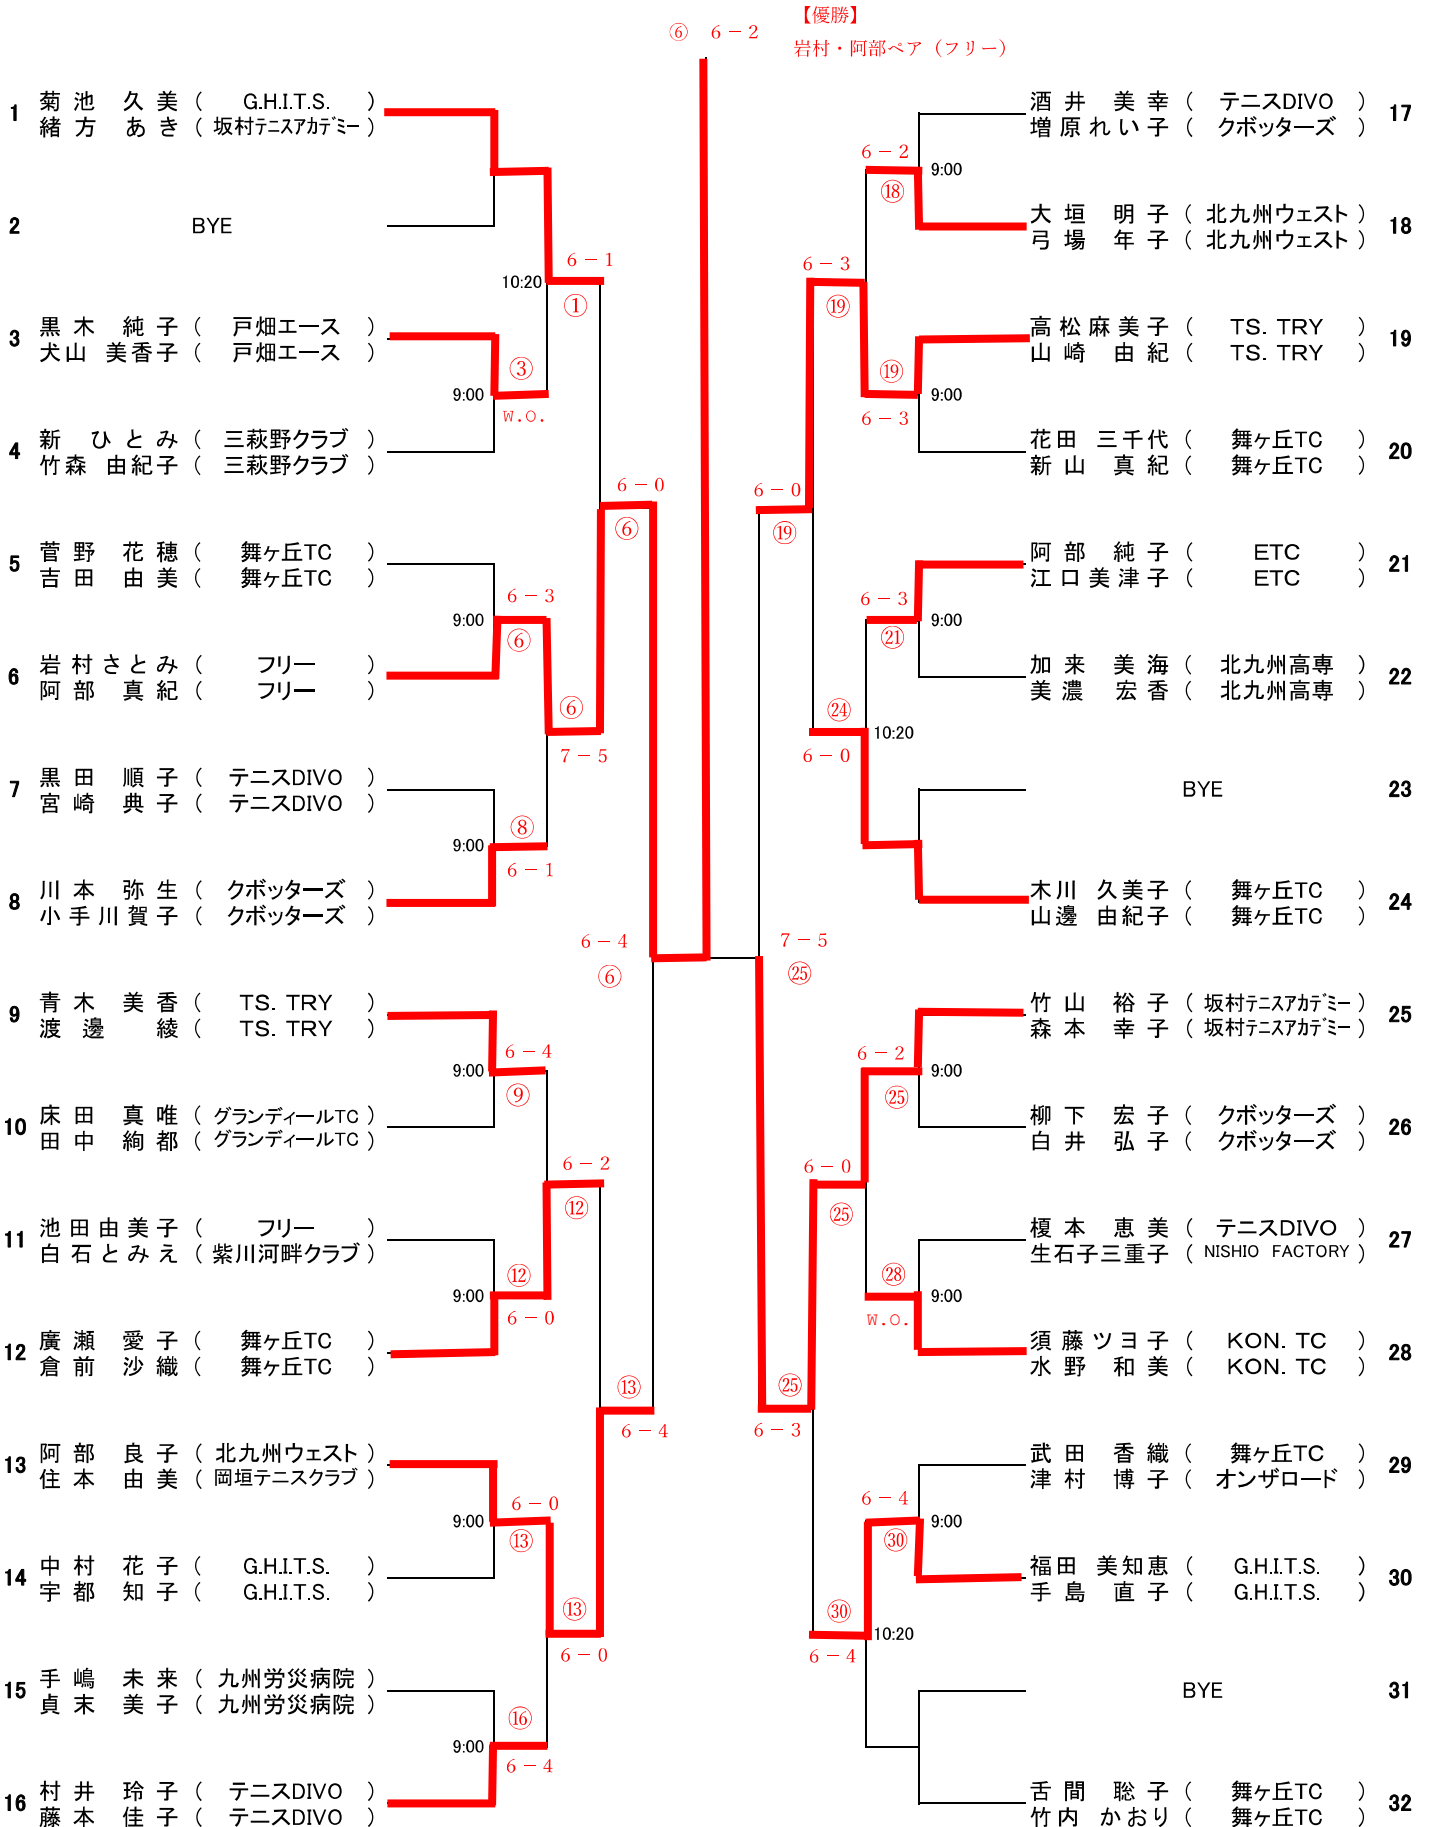 【優勝】
⑥ 6－2
岩村・阿部ペア（フリー）
1 菊池 久美 （ G.H.I.T.S. ）
緒方 あき （ 坂村テニスアカデミー ）
2 BYE
6－1
10:20
①
3 黒木 純子 （ 戸畑エース ）
犬山 美香子 （ 戸畑エース ）
③
9:00
W.O.
4 新 ひとみ （ 三萩野クラブ ）
竹森 由紀子 （ 三萩野クラブ ）
6－0
⑥
5 菅野 花穂 （ 舞ヶ丘TC ）
吉田 由美 （ 舞ヶ丘TC ）
6－3
9:00
⑥
6 岩村さとみ （ フリー ）
阿部 真紀 （ フリー ）
⑥
7－5
7 黒田 順子 （ テニスDIVO ）
宮崎 典子 （ テニスDIVO ）
⑧
9:00
6－1
8 川本 弥生 （ クボッターズ ）
小手川賀子 （ クボッターズ ）
6－4
⑥
9 青木 美香 （ TS. TRY ）
渡邊 綾 （ TS. TRY ）
6－4
9:00
⑨
10 床田 真唯 （ グランディールTC ）
田中 絢都 （ グランディールTC ）
6－2
⑫
11 池田由美子 （ フリー ）
白石とみえ （ 紫川河畔クラブ ）
⑫
9:00
6－0
12 廣瀬 愛子 （ 舞ヶ丘TC ）
倉前 沙織 （ 舞ヶ丘TC ）
⑬
6－4
13 阿部 良子 （ 北九州ウェスト ）
住本 由美 （ 岡垣テニスクラブ ）
6－0
9:00
⑬
14 中村 花子 （ G.H.I.T.S. ）
宇都 知子 （ G.H.I.T.S. ）
⑬
6－0
15 手嶋 未来 （ 九州労災病院 ）
貞末 美子 （ 九州労災病院 ）
⑯
9:00
6－4
16 村井 玲子 （ テニスDIVO ）
藤本 佳子 （ テニスDIVO ）
酒井 美幸 （ テニスDIVO ） 17
増原れい子 （ クボッターズ ）
6－2
9:00
⑱
大垣 明子 （ 北九州ウェスト ） 18
弓場 年子 （ 北九州ウェスト ）
6－3
⑲
高松麻美子 （ TS. TRY ） 19
山崎 由紀 （ TS. TRY ）
⑲
9:00
6－3
花田 三千代 （ 舞ヶ丘TC ） 20
新山 真紀 （ 舞ヶ丘TC ）
6－0
⑲
阿部 純子 （ ETC ） 21
江口美津子 （ ETC ）
6－3
9:00
㉑
加来 美海 （ 北九州高専 ） 22
美濃 宏香 （ 北九州高専 ）
㉔
10:20
6－0
BYE 23
木川 久美子 （ 舞ヶ丘TC ） 24
山邊 由紀子 （ 舞ヶ丘TC ）
7－5
㉕
竹山 裕子 （ 坂村テニスアカデミー ） 25
森本 幸子 （ 坂村テニスアカデミー ）
6－2
9:00
㉕
柳下 宏子 （ クボッターズ ） 26
白井 弘子 （ クボッターズ ）
6－0
㉕
榎本 恵美 （ テニスDIVO ） 27
生石子三重子 （ NISHIO FACTORY ）
㉘
9:00
W.O.
須藤ツヨ子 （ KON. TC ） 28
水野 和美 （ KON. TC ）
㉕
6－3
武田 香織 （ 舞ヶ丘TC ） 29
津村 博子 （ オンザロード ）
6－4
9:00
㉚
福田 美知恵 （ G.H.I.T.S. ） 30
手島 直子 （ G.H.I.T.S. ）
㉚
10:20
6－4
BYE 31
舌間 聡子 （ 舞ヶ丘TC ） 32
竹内 かおり （ 舞ヶ丘TC ）